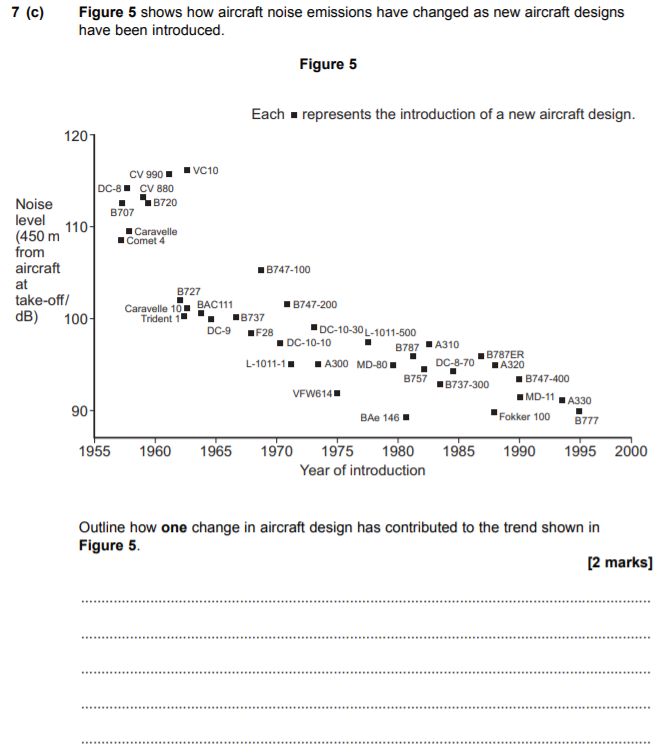 7 (c) Figure 5 shows how aircraft noise emissions have changed as new aircraft designs
have been introduced.
Figure 5
Each ■ represents the introduction of a new aircraft design.
120
CV 990
VC10
DC-8
CV 880
B720
B707
Noise
level
(450 m
from
aircraft
at
take-off/
dB)
110
Caravelle
Comet 4
B747-100
B727
Caravelle 10
BAC111
B747-200
Trident 1
B737
100
DC-9
F28
DC-10-30
L-1011-500
DC-10-10
B787
A310
B787ER
L-1011-1
A300
MD-80
DC-8-70
A320
B757
B737-300
B747-400
VFW614
MD-11
A330
90
BAe 146
Fokker 100
B777
1955 1960 1965 1970 1975 1980 1985 1990 1995 2000
Year of introduction
Outline how one change in aircraft design has contributed to the trend shown in
Figure 5.
[2 marks]